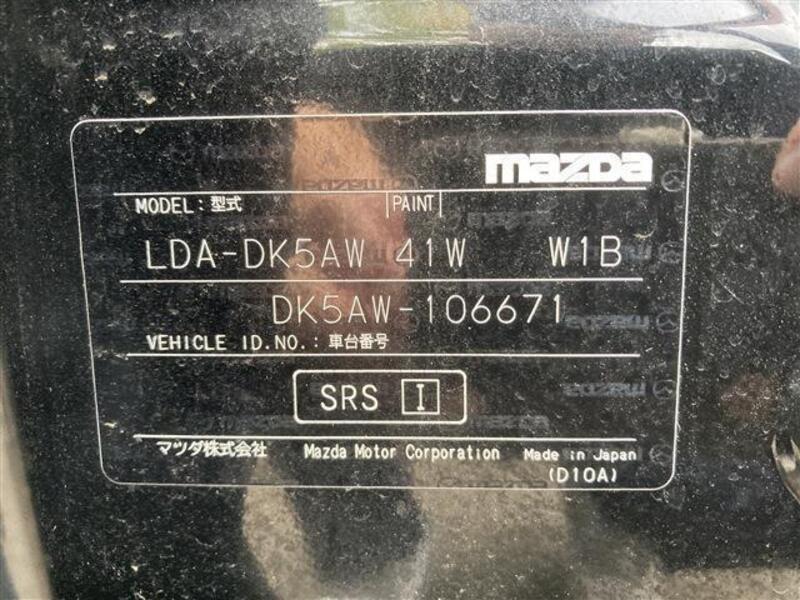 mazda
MODEL: 型式 PAINT
LDA-DK5AW 41W W1B
DK5AW-106671
VEHICLE ID.NO.: 車台番号
SRS I
マツダ株式会社 Mazda Motor Corporation Made in Japan
(D10A)